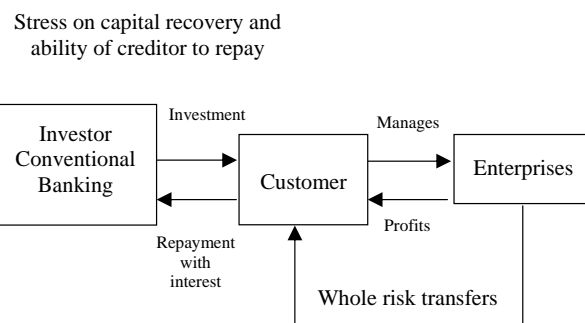 Stress on capital recovery and
ability of creditor to repay
Investor
Conventional
Banking
Investment
Repayment
with
interest
Customer
Manages
Profits
Enterprises
Whole risk transfers